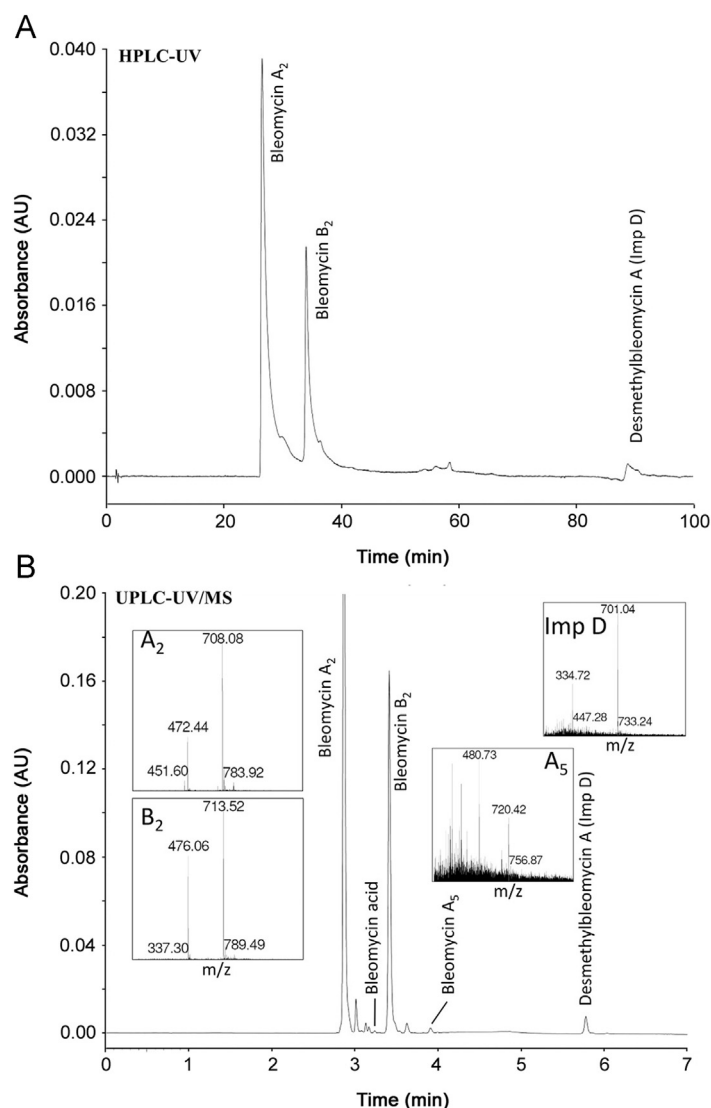 A
HPLC-UV
0.040
0.032
0.024
0.016
0.008
0.000
Absorbance (AU)
Bleomycin A₂
Bleomycin B₂
Desmethylbleomycin A (Imp D)
0
20
40
60
80
100
Time (min)
B
UPLC-UV/MS
0.20
0.16
0.12
0.08
0.04
0.00
Absorbance (AU)
A₂
708.08
472.44
451.60
783.92
B₂
713.52
476.06
337.30
789.49
m/z
Bleomycin A₂
Bleomycin acid
Bleomycin B₂
Bleomycin A₅
Imp D
701.04
334.72
447.28
733.24
m/z
A₅
480.73
720.42
756.87
m/z
Desmethylbleomycin A (Imp D)
0
1
2
3
4
5
6
7
Time (min)